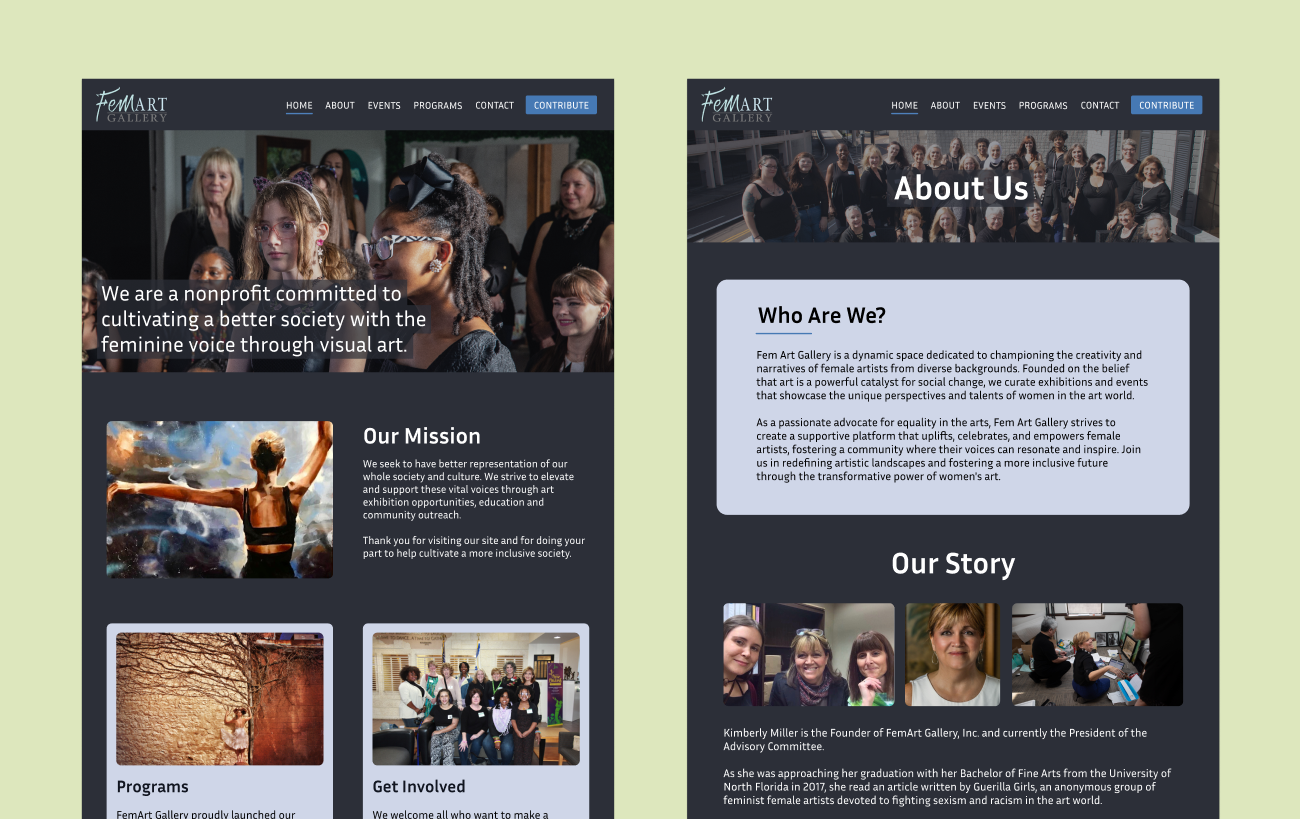 FemART
GALLERY
HOME
ABOUT
EVENTS
PROGRAMS
CONTACT
CONTRIBUTE
We are a nonprofit committed to
cultivating a better society with the
feminine voice through visual art.
Our Mission
We seek to have better representation of our
whole society and culture. We strive to elevate
and support these vital voices through art
exhibition opportunities, education and
community outreach.
Thank you for visiting our site and for doing your
part to help cultivate a more inclusive society.
Programs
FemArt Gallery proudly launched our
Get Involved
We welcome all who want to make a
FemART
GALLERY
HOME
ABOUT
EVENTS
PROGRAMS
CONTACT
CONTRIBUTE
About Us
Who Are We?
Fem Art Gallery is a dynamic space dedicated to championing the creativity and
narratives of female artists from diverse backgrounds. Founded on the belief
that art is a powerful catalyst for social change, we curate exhibitions and events
that showcase the unique perspectives and talents of women in the art world.
As a passionate advocate for equality in the arts, Fem Art Gallery strives to
create a supportive platform that uplifts, celebrates, and empowers female
artists, fostering a community where their voices can resonate and inspire. Join
us in redefining artistic landscapes and fostering a more inclusive future
through the transformative power of women's art.
Our Story
Kimberly Miller is the Founder of FemArt Gallery, Inc. and currently the President of the
Advisory Committee.
As she was approaching her graduation with her Bachelor of Fine Arts from the University of
North Florida in 2017, she read an article written by Guerilla Girls, an anonymous group of
feminist female artists devoted to fighting sexism and racism in the art world.